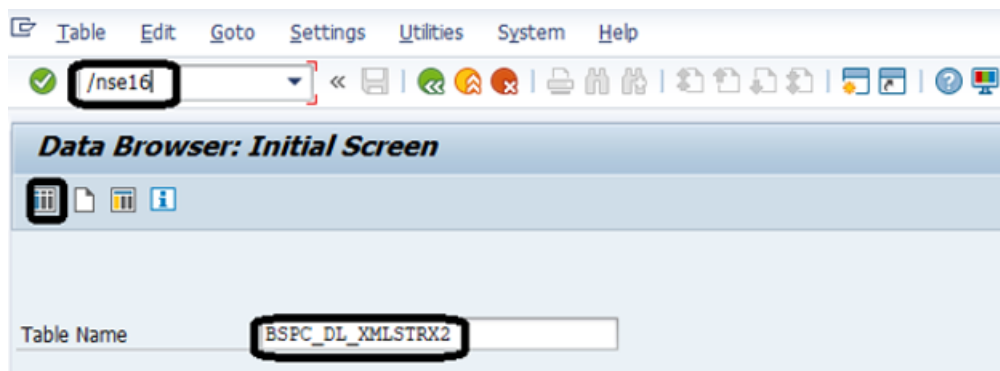 Table Edit Goto Settings Utilities System Help
/nse16
Data Browser: Initial Screen
Table Name BSPC_DL_XMLSTRX2